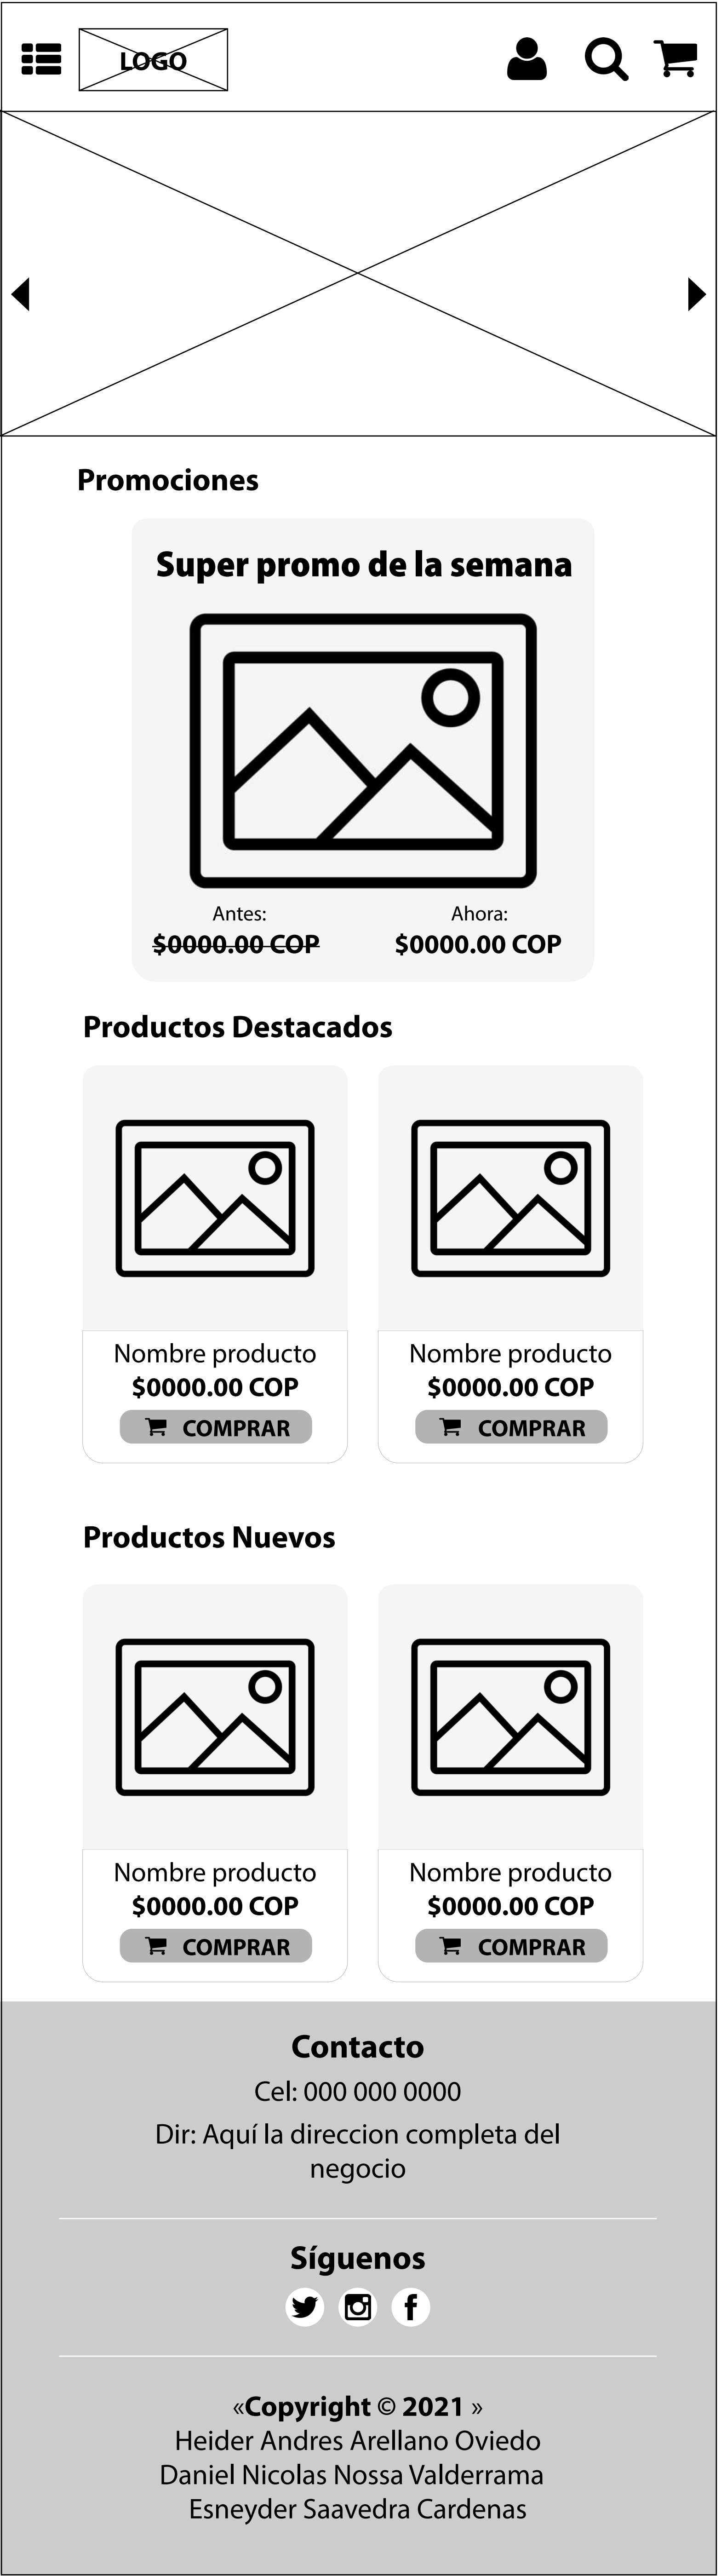 LOGO
Promociones
Super promo de la semana
Antes: Ahora:
$0000.00 COP $0000.00 COP
Productos Destacados
Nombre producto Nombre producto
$0000.00 COP $0000.00 COP
COMPRAR COMPRAR
Productos Nuevos
Nombre producto Nombre producto
$0000.00 COP $0000.00 COP
COMPRAR COMPRAR
Contacto
Cel: 000 000 0000
Dir: Aquí la direccion completa del
negocio
Síguenos
«Copyright © 2021 »
Heider Andres Arellano Oviedo
Daniel Nicolas Nossa Valderrama
Esneyder Saavedra Cardenas